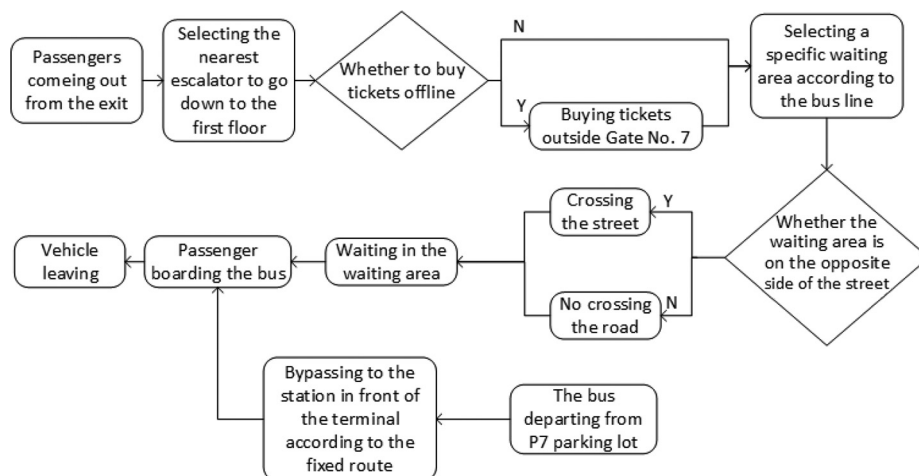 Passengers
comeing out
from the exit
Selecting the
nearest
escalator to go
down to the
first floor
Whether to buy
tickets offline
N
Y
Buying tickets
outside Gate No. 7
Selecting a
specific waiting
area according to
the bus line
Whether the
waiting area is
on the opposite
side of the street
Y
Crossing
the street
N
No crossing
the road
Waiting in the
waiting area
Passenger
boarding the bus
Vehicle
leaving
Bypassing to the
station in front of
the terminal
according to the
fixed route
The bus
departing from
P7 parking lot